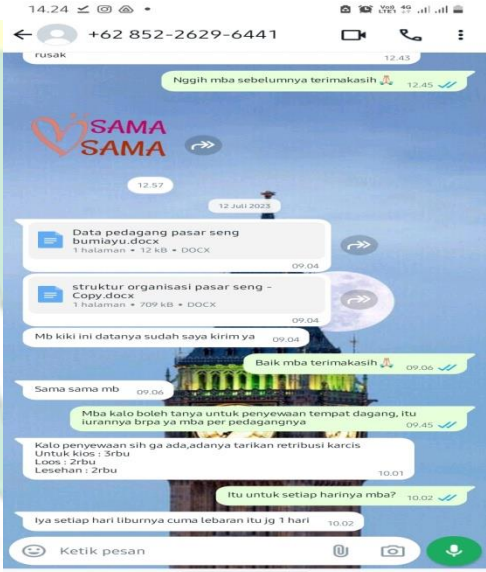 14.24
4G
+62 852-2629-6441
rusak
12.43
Nggih mba sebelumnya terimakasih 🙏🏻 12.45
SAMA
SAMA
12.57
12 Juli 2023
Data pedagang pasar seng
bumiayu.docx
1 halaman • 12 kB • DOCX
09.04
struktur organisasi pasar seng -
Copy.docx
1 halaman • 709 kB • DOCX
09.04
Mb kiki ini datanya sudah saya kirim ya 09.04
Baik mba terimakasih 🙏🏻 09.06
Sama sama mb 09.06
Mba kalo boleh tanya untuk penyewaan tempat dagang, itu
iurannya brpa ya mba per pedagangnya 09.45
Kalo penyewaan sih ga ada,adanya tarikan retribusi karcis
Untuk kios : 3rbu
Loos : 2rbu
Lesehan : 2rbu
10.01
Itu untuk setiap harinya mba? 10.02
Iya setiap hari liburnya cuma lebaran itu jg 1 hari 10.02
Ketik pesan